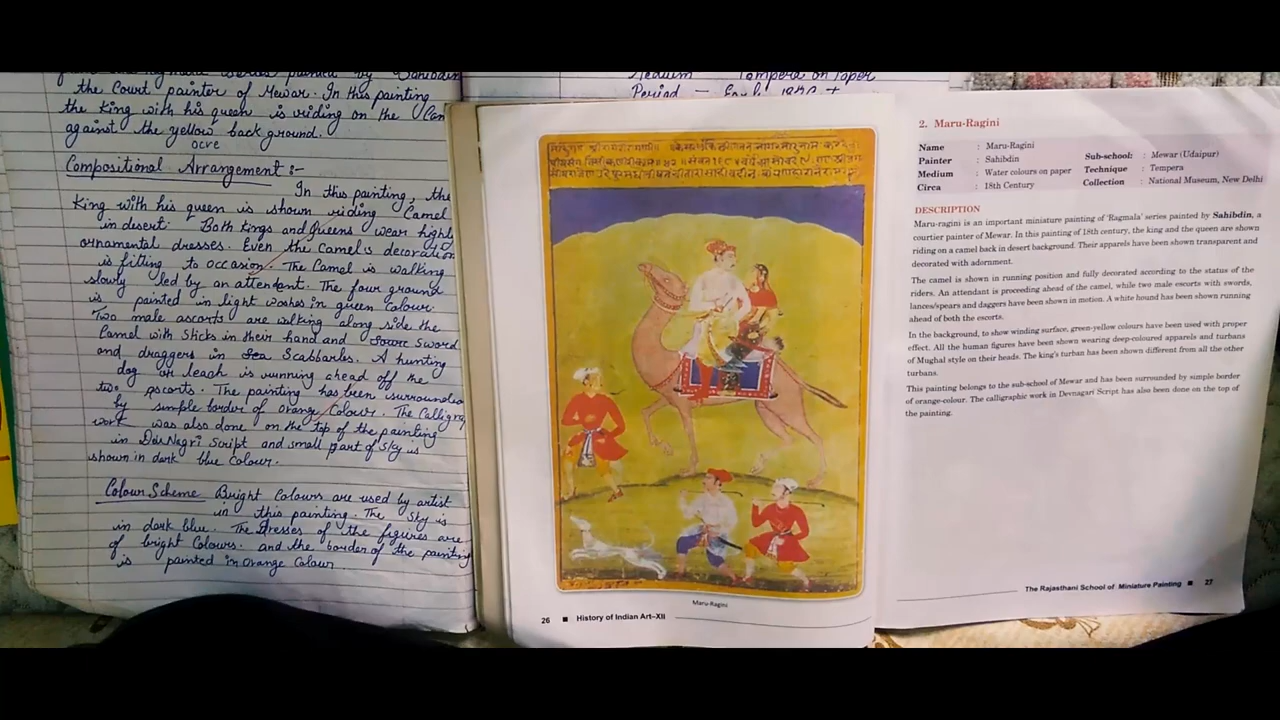 the Court painter of Mewar. In this painting
the King with his queen is riding on the
against the yellow back ground.
ocre
Compositional Arrangement :-
In this painting, the
King with his queen is shown riding Camel
in desert. Both Kings and Queens wear highly
ornamental dresses. Even the Camel's decoration
is fitting to occasion. The Camel is walking
slowly led by an attendent. The four ground
is painted in light washes in green Colour.
Two male ascorts are walking along side the
Camel with Sticks in their hand and Sword
and draggers in Scabbarles. A hunting
dog or leach is running ahead off the
two escorts. The painting has been surroundin
by simple border of orange Colour. The Calligra
work was also done on the top of the painting
in DevNagri Script and small part of Sky is
shown in dark blue Colour.
Colour Scheme Bright Colours are used by artist
in this painting. The Sky is
in dark blue. The Dresses of the figures are
of bright Colours. and the border of the painting
is painted in orange Colour
Medium Tempera on Paper
Period —
Maru-Ragini
26 ■ History of Indian Art–XII
2. Maru-Ragini
Name : Maru-Ragini
Painter : Sahibdin Sub-school: : Mewar (Udaipur)
Medium : Water colours on paper Technique : Tempera
Circa : 18th Century Collection : National Museum, New Delhi
DESCRIPTION
Maru-ragini is an important miniature painting of 'Ragmala' series painted by Sahibdin, a
courtier painter of Mewar. In this painting of 18th century, the king and the queen are shown
riding on a camel back in desert background. Their apparels have been shown transparent and
decorated with adornment.
The camel is shown in running position and fully decorated according to the status of the
riders. An attendant is proceeding ahead of the camel, while two male escorts with swords,
lances/spears and daggers have been shown in motion. A white hound has been shown running
ahead of both the escorts.
In the background, to show winding surface, green-yellow colours have been used with proper
effect. All the human figures have been shown wearing deep-coloured apparels and turbans
of Mughal style on their heads. The king's turban has been shown different from all the other
turbans.
This painting belongs to the sub-school of Mewar and has been surrounded by simple border
of orange-colour. The calligraphic work in Devnagari Script has also been done on the top of
the painting.
The Rajasthani School of Miniature Painting ■ 27